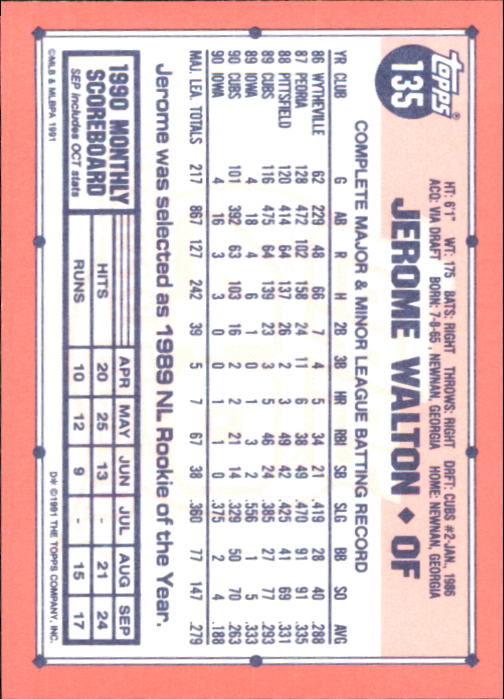 topps®
135
HT: 6'1" WT: 175 BATS: RIGHT THROWS: RIGHT DRFT: CUBS #2-JAN., 1986
ACQ: VIA DRAFT BORN: 7-8-65, NEWNAN, GEORGIA HOME: NEWNAN, GEORGIA
JEROME WALTON ◆ OF
COMPLETE MAJOR & MINOR LEAGUE BATTING RECORD
YR CLUB G AB R H 2B 3B HR RBI SB SLG BB SO AVG
86 WYTHEVILLE 62 229 48 66 7 4 5 34 21 .419 28 40 .288
87 PEORIA 128 472 102 158 24 11 6 38 49 .470 91 91 .335
88 PITTSFIELD 120 414 64 137 26 2 3 49 42 .425 41 69 .331
89 CUBS 116 475 64 139 23 3 5 46 24 .385 27 77 .293
89 IOWA 4 18 4 6 1 0 1 3 2 .556 1 5 .333
90 CUBS 101 392 63 103 16 2 2 21 14 .329 50 70 .263
90 IOWA 4 16 3 3 0 0 1 1 0 .375 2 4 .188
MAJ. LEA. TOTALS 217 867 127 242 39 5 7 67 38 .360 77 147 .279
Jerome was selected as 1989 NL Rookie of the Year.
1990 MONTHLY
SCOREBOARD
SEP includes OCT stats
APR MAY JUN JUL AUG SEP
HITS 20 25 13 - 21 24
RUNS 10 12 9 - 15 17
©MLB & MLBPA 1991
D* ©1991 THE TOPPS COMPANY, INC.